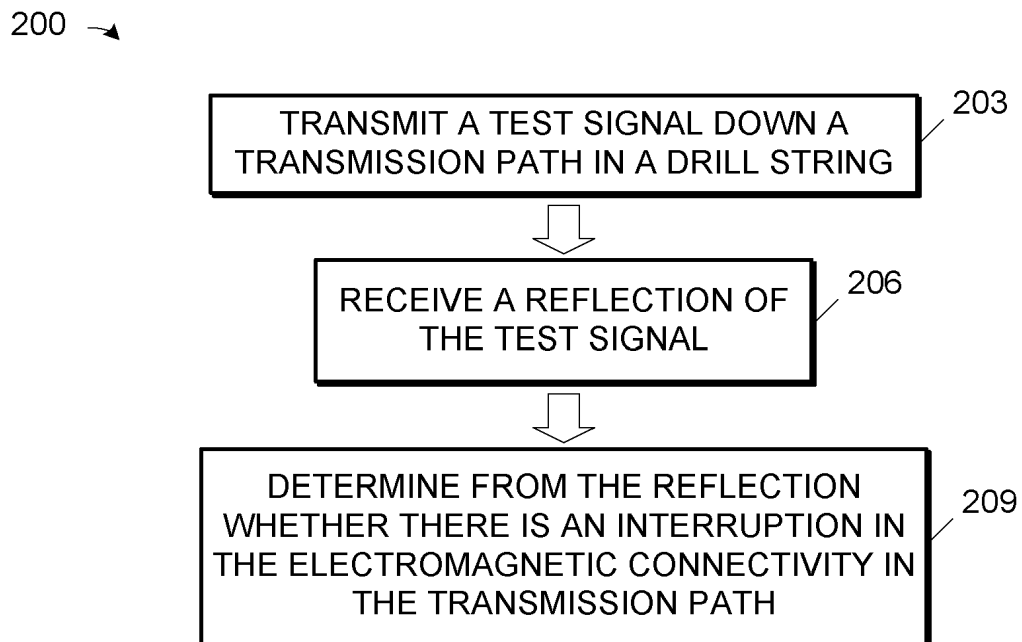 200
TRANSMIT A TEST SIGNAL DOWN A
TRANSMISSION PATH IN A DRILL STRING
203
RECEIVE A REFLECTION OF
THE TEST SIGNAL
206
DETERMINE FROM THE REFLECTION
WHETHER THERE IS AN INTERRUPTION IN
THE ELECTROMAGNETIC CONNECTIVITY IN
THE TRANSMISSION PATH
209